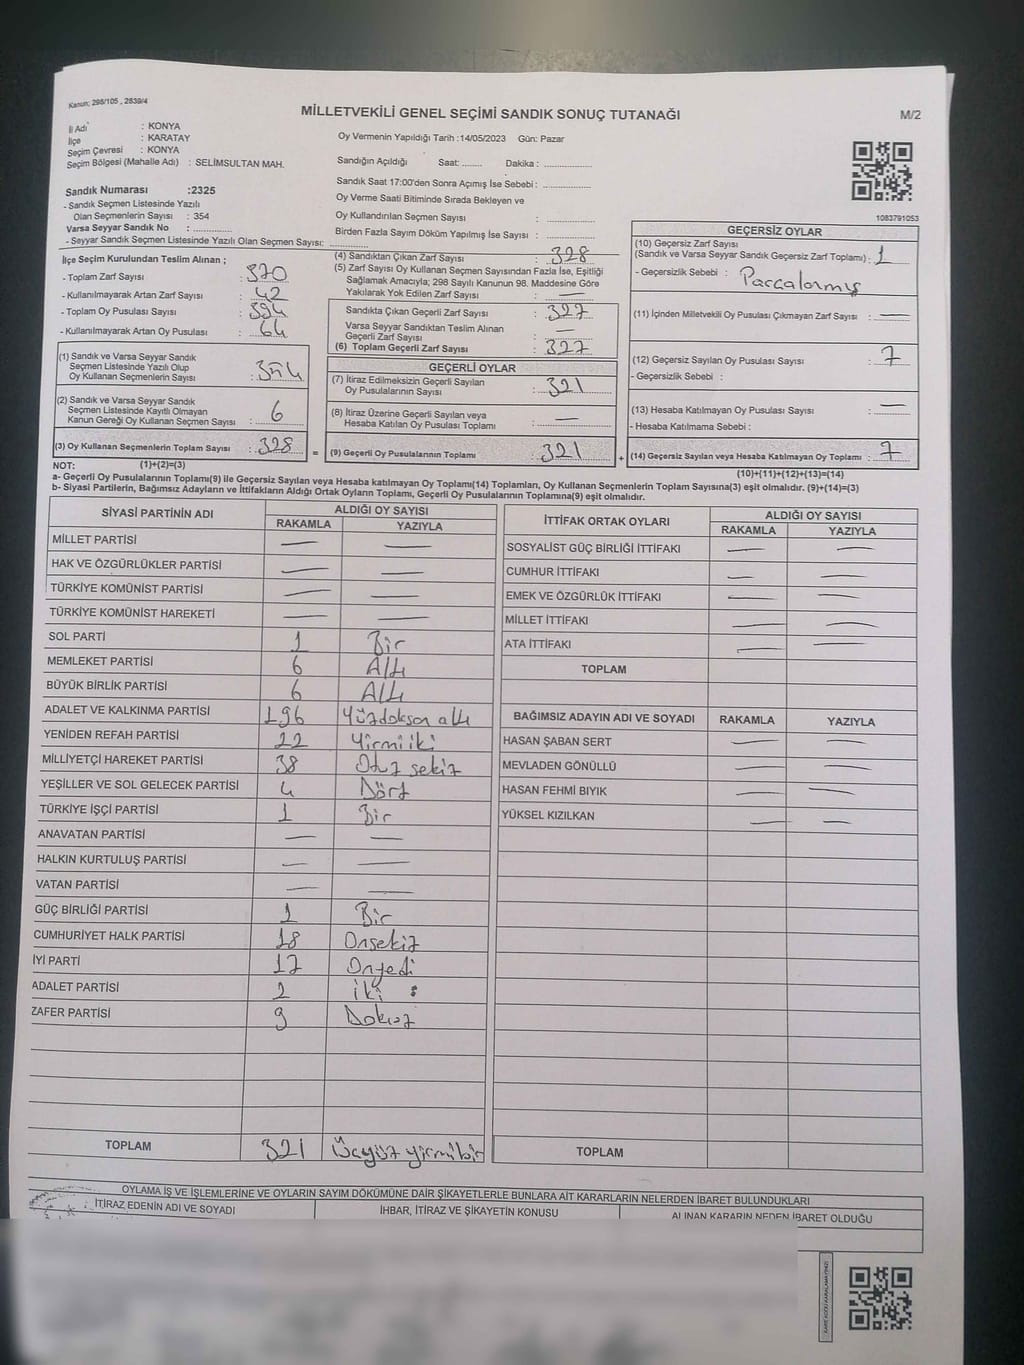 Kanun; 298/105 , 2839/4
MİLLETVEKİLİ GENEL SEÇİMİ SANDIK SONUÇ TUTANAĞI
M/2
İl Adı : KONYA
İlçe : KARATAY
Seçim Çevresi : KONYA
Seçim Bölgesi (Mahalle Adı) : SELİMSULTAN MAH.
Sandık Numarası :2325
- Sandık Seçmen Listesinde Yazılı
Olan Seçmenlerin Sayısı : 354
Varsa Seyyar Sandık No : ..............
- Seyyar Sandık Seçmen Listesinde Yazılı Olan Seçmen Sayısı: ..............
Oy Vermenin Yapıldığı Tarih :14/05/2023 Gün: Pazar
Sandığın Açıldığı Saat: ....... Dakika : ..............
Sandık Saat 17:00'den Sonra Açımış İse Sebebi : ..............
Oy Verme Saati Bitiminde Sırada Bekleyen ve
Oy Kullandırılan Seçmen Sayısı : ..............
Birden Fazla Sayım Döküm Yapılmış İse Sayısı : ..............
1083791053
İlçe Seçim Kurulundan Teslim Alınan ;
- Toplam Zarf Sayısı : 370
- Kullanılmayarak Artan Zarf Sayısı : 42
- Toplam Oy Pusulası Sayısı : 394
- Kullanılmayarak Artan Oy Pusulası : 64
(1) Sandık ve Varsa Seyyar Sandık
Seçmen Listesinde Yazılı Olup
Oy Kullanan Seçmenlerin Sayısı :
(2) Sandık ve Varsa Seyyar Sandık
Seçmen Listesinde Kayıtlı Olmayan
Kanun Gereği Oy Kullanan Seçmen Sayısı : 6
(3) Oy Kullanan Seçmenlerin Toplam Sayısı : 328
(4) Sandıktan Çıkan Zarf Sayısı : 328
(5) Zarf Sayısı Oy Kullanan Seçmen Sayısından Fazla İse, Eşitliği
Sağlamak Amacıyla; 298 Sayılı Kanunun 98. Maddesine Göre
Yakılarak Yok Edilen Zarf Sayısı : —
Sandıkta Çıkan Geçerli Zarf Sayısı : 327
Varsa Seyyar Sandıktan Teslim Alınan
Geçerli Zarf Sayısı : —
(6) Toplam Geçerli Zarf Sayısı : 327
GEÇERLİ OYLAR
(7) İtiraz Edilmeksizin Geçerli Sayılan
Oy Pusulalarının Sayısı : 321
(8) İtiraz Üzerine Geçerli Sayılan veya
Hesaba Katılan Oy Pusulası Toplamı : —
= (9) Geçerli Oy Pusulalarının Toplamı : 321
GEÇERSİZ OYLAR
(10) Geçersiz Zarf Sayısı
(Sandık ve Varsa Seyyar Sandık Geçersiz Zarf Toplamı) : 1
- Geçersizlik Sebebi : Parçalanmış
(11) İçinden Milletvekili Oy Pusulası Çıkmayan Zarf Sayısı : —
(12) Geçersiz Sayılan Oy Pusulası Sayısı : 7
- Geçersizlik Sebebi :
(13) Hesaba Katılmayan Oy Pusulası Sayısı : —
- Hesaba Katılmama Sebebi :
+ (14) Geçersiz Sayılan veya Hesaba Katılmayan Oy Toplamı : 7
NOT: (1)+(2)=(3)
(10)+(11)+(12)+(13)=(14)
a- Geçerli Oy Pusulalarının Toplamı(9) ile Geçersiz Sayılan veya Hesaba katılmayan Oy Toplamı(14) Toplamları, Oy Kullanan Seçmenlerin Toplam Sayısına(3) eşit olmalıdır. (9)+(14)=(3)
b- Siyasi Partilerin, Bağımsız Adayların ve İttifakların Aldığı Ortak Oyların Toplamı, Geçerli Oy Pusulalarının Toplamına(9) eşit olmalıdır.
SİYASİ PARTİNİN ADI ALDIĞI OY SAYISI
RAKAMLA YAZIYLA
MİLLET PARTİSİ — —
HAK VE ÖZGÜRLÜKLER PARTİSİ — —
TÜRKİYE KOMÜNİST PARTİSİ — —
TÜRKİYE KOMÜNİST HAREKETİ — —
SOL PARTİ 1 Bir
MEMLEKET PARTİSİ 6 Altı
BÜYÜK BİRLİK PARTİSİ 6 Altı
ADALET VE KALKINMA PARTİSİ 196 Yüzdoksan altı
YENİDEN REFAH PARTİSİ 22 Yirmi iki
MİLLİYETÇİ HAREKET PARTİSİ 38 Otuz sekiz
YEŞİLLER VE SOL GELECEK PARTİSİ 4 Dört
TÜRKİYE İŞÇİ PARTİSİ 1 Bir
ANAVATAN PARTİSİ — —
HALKIN KURTULUŞ PARTİSİ — —
VATAN PARTİSİ — —
GÜÇ BİRLİĞİ PARTİSİ 1 Bir
CUMHURİYET HALK PARTİSİ 18 Onsekiz
İYİ PARTİ 17 Onyedi
ADALET PARTİSİ 2 iki
ZAFER PARTİSİ 9 Dokuz
TOPLAM 321 Üçyüz yirmibir
İTTİFAK ORTAK OYLARI ALDIĞI OY SAYISI
RAKAMLA YAZIYLA
SOSYALİST GÜÇ BİRLİĞİ İTTİFAKI — —
CUMHUR İTTİFAKI — —
EMEK VE ÖZGÜRLÜK İTTİFAKI — —
MİLLET İTTİFAKI — —
ATA İTTİFAKI — —
TOPLAM
BAĞIMSIZ ADAYIN ADI VE SOYADI RAKAMLA YAZIYLA
HASAN ŞABAN SERT — —
MEVLADEN GÖNÜLLÜ — —
HASAN FEHMİ BIYIK — —
YÜKSEL KIZILKAN — —
TOPLAM
OYLAMA İŞ VE İŞLEMLERİNE VE OYLARIN SAYIM DÖKÜMÜNE DAİR ŞİKAYETLERLE BUNLARA AİT KARARLARIN NELERDEN İBARET BULUNDUKLARI
İTİRAZ EDENİN ADI VE SOYADI İHBAR, İTİRAZ VE ŞİKAYETİN KONUSU ALINAN KARARIN NEDEN İBARET OLDUĞU